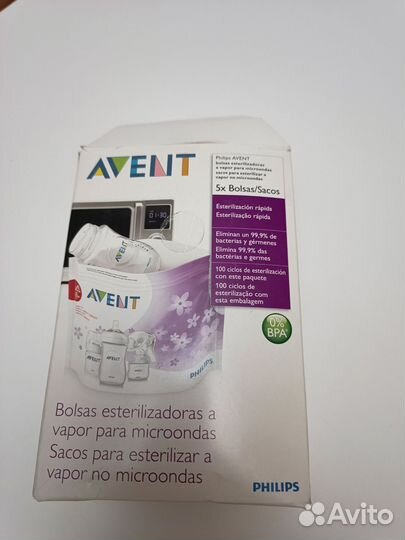 AVENT
Philips AVENT
bolsas esterilizadoras
a vapor para microondas
sacos para esterilizar a
vapor no microondas
5x Bolsas/Sacos
Esterilización rápida
Esterilização rápida
Eliminan un 99,9% de
bacterias y gérmenes
Elimina 99,9% das
bactérias e germes
100 ciclos de esterilización
con este paquete
100 ciclos de esterilização
com esta embalagem
0%
BPA
01:30
AVENT
Bolsas esterilizadoras a
vapor para microondas
Sacos para esterilizar a
vapor no microondas
PHILIPS
Avito